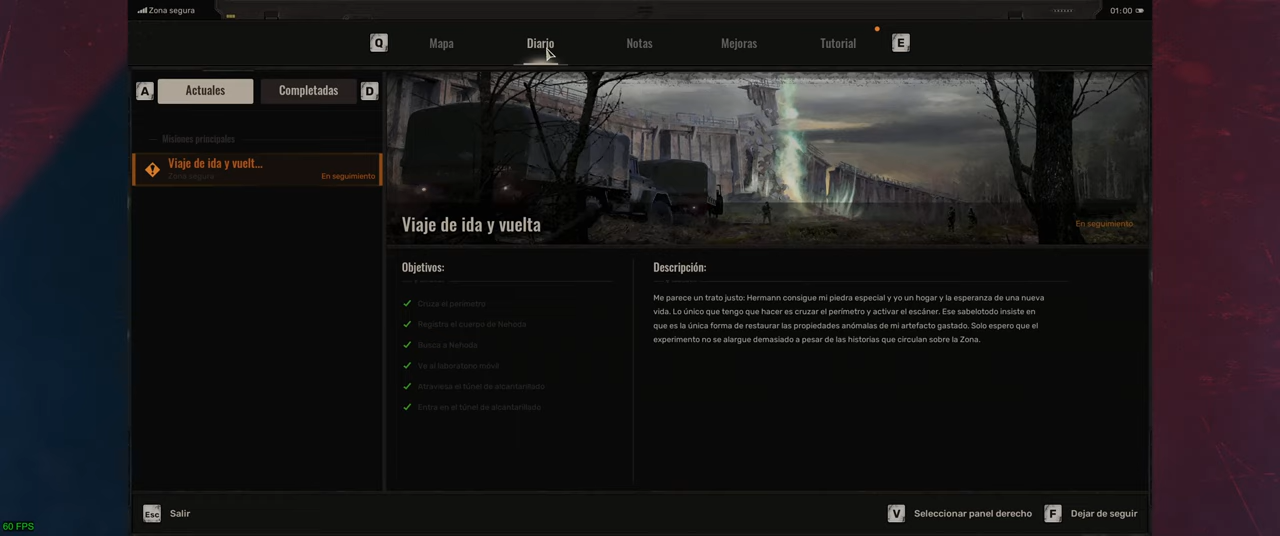 Zona segura
01:00
Q
Mapa
Diario
Notas
Mejoras
Tutorial
E
A
Actuales
Completadas
D
Misiones principales
Viaje de ida y vuelt...
Zona segura
En seguimiento
Viaje de ida y vuelta
En seguimiento
Objetivos:
Cruza el perímetro
Registra el cuerpo de Nehoda
Busca a Nehoda
Ve al laboratorio móvil
Atraviesa el túnel de alcantarillado
Entra en el túnel de alcantarillado
Descripción:
Me parece un trato justo: Hermann consigue mi piedra especial y yo un hogar y la esperanza de una nueva
vida. Lo único que tengo que hacer es cruzar el perímetro y activar el escáner. Ese sabelotodo insiste en
que es la única forma de restaurar las propiedades anómalas de mi artefacto gastado. Solo espero que el
experimento no se alargue demasiado a pesar de las historias que circulan sobre la Zona.
Esc
Salir
V
Seleccionar panel derecho
F
Dejar de seguir
60 FPS